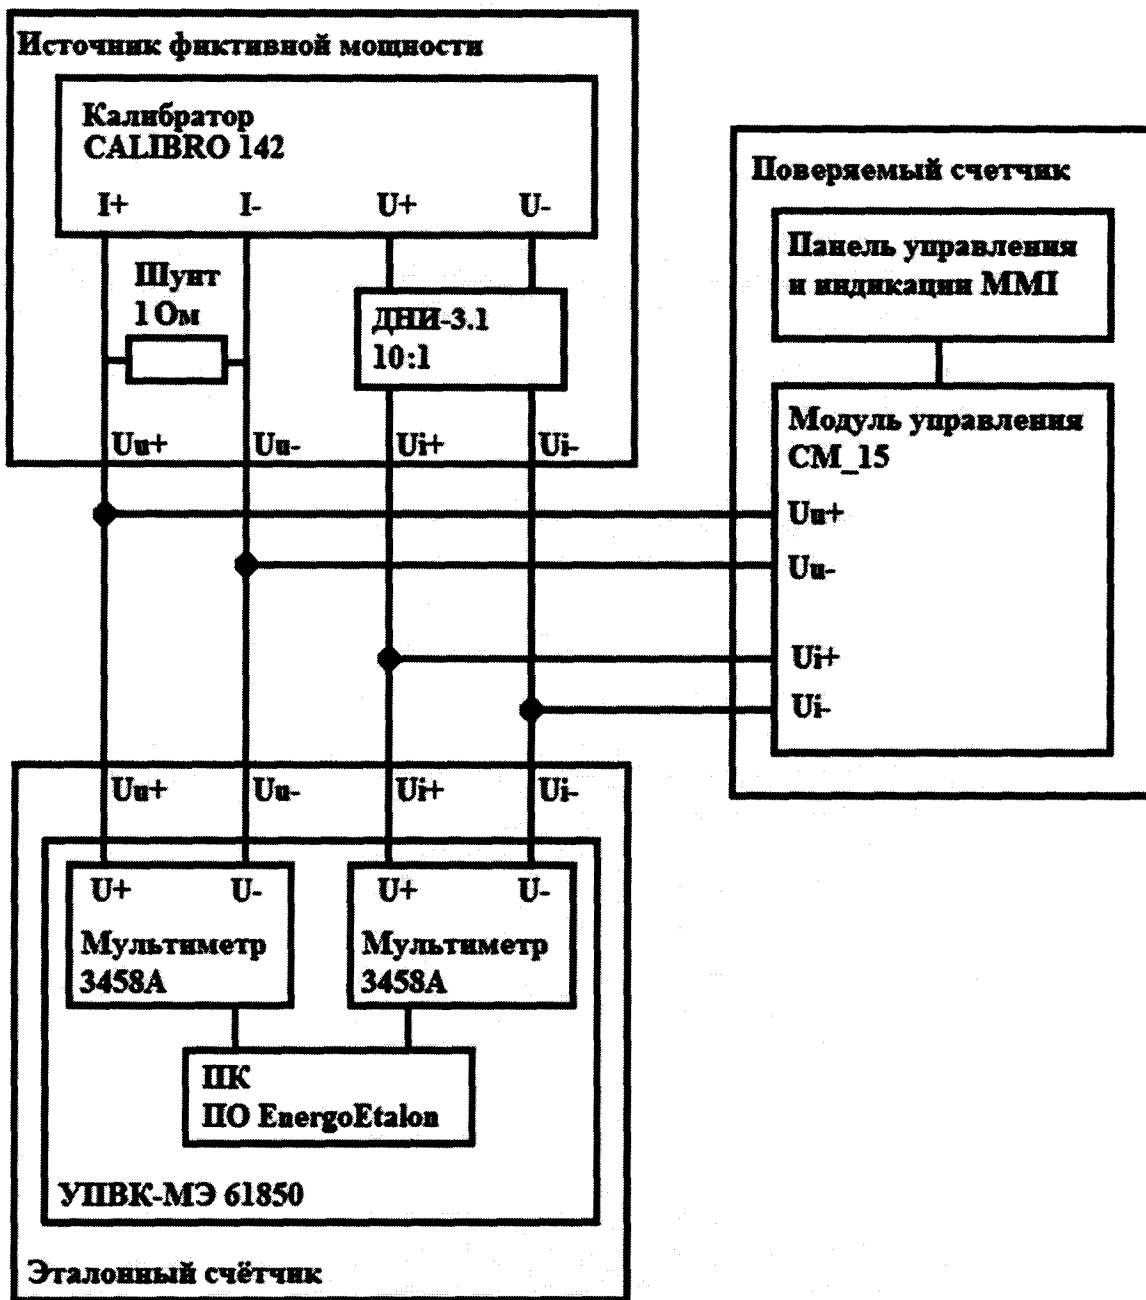 Источник фиктивной мощности
Калибратор
CALIBRO 142
I+ I- U+ U-
Шунт
1 Ом
ДНИ-3.1
10:1
Uu+ Uu- Ui+ Ui-
Поверяемый счетчик
Панель управления
и индикации MMI
Модуль управления
CM_15
Uu+
Uu-
Ui+
Ui-
Uu+ Uu- Ui+ Ui-
U+ U- U+ U-
Мультиметр
3458A
Мультиметр
3458A
ПК
ПО EnergoEtalon
УПВК-МЭ 61850
Эталонный счётчик